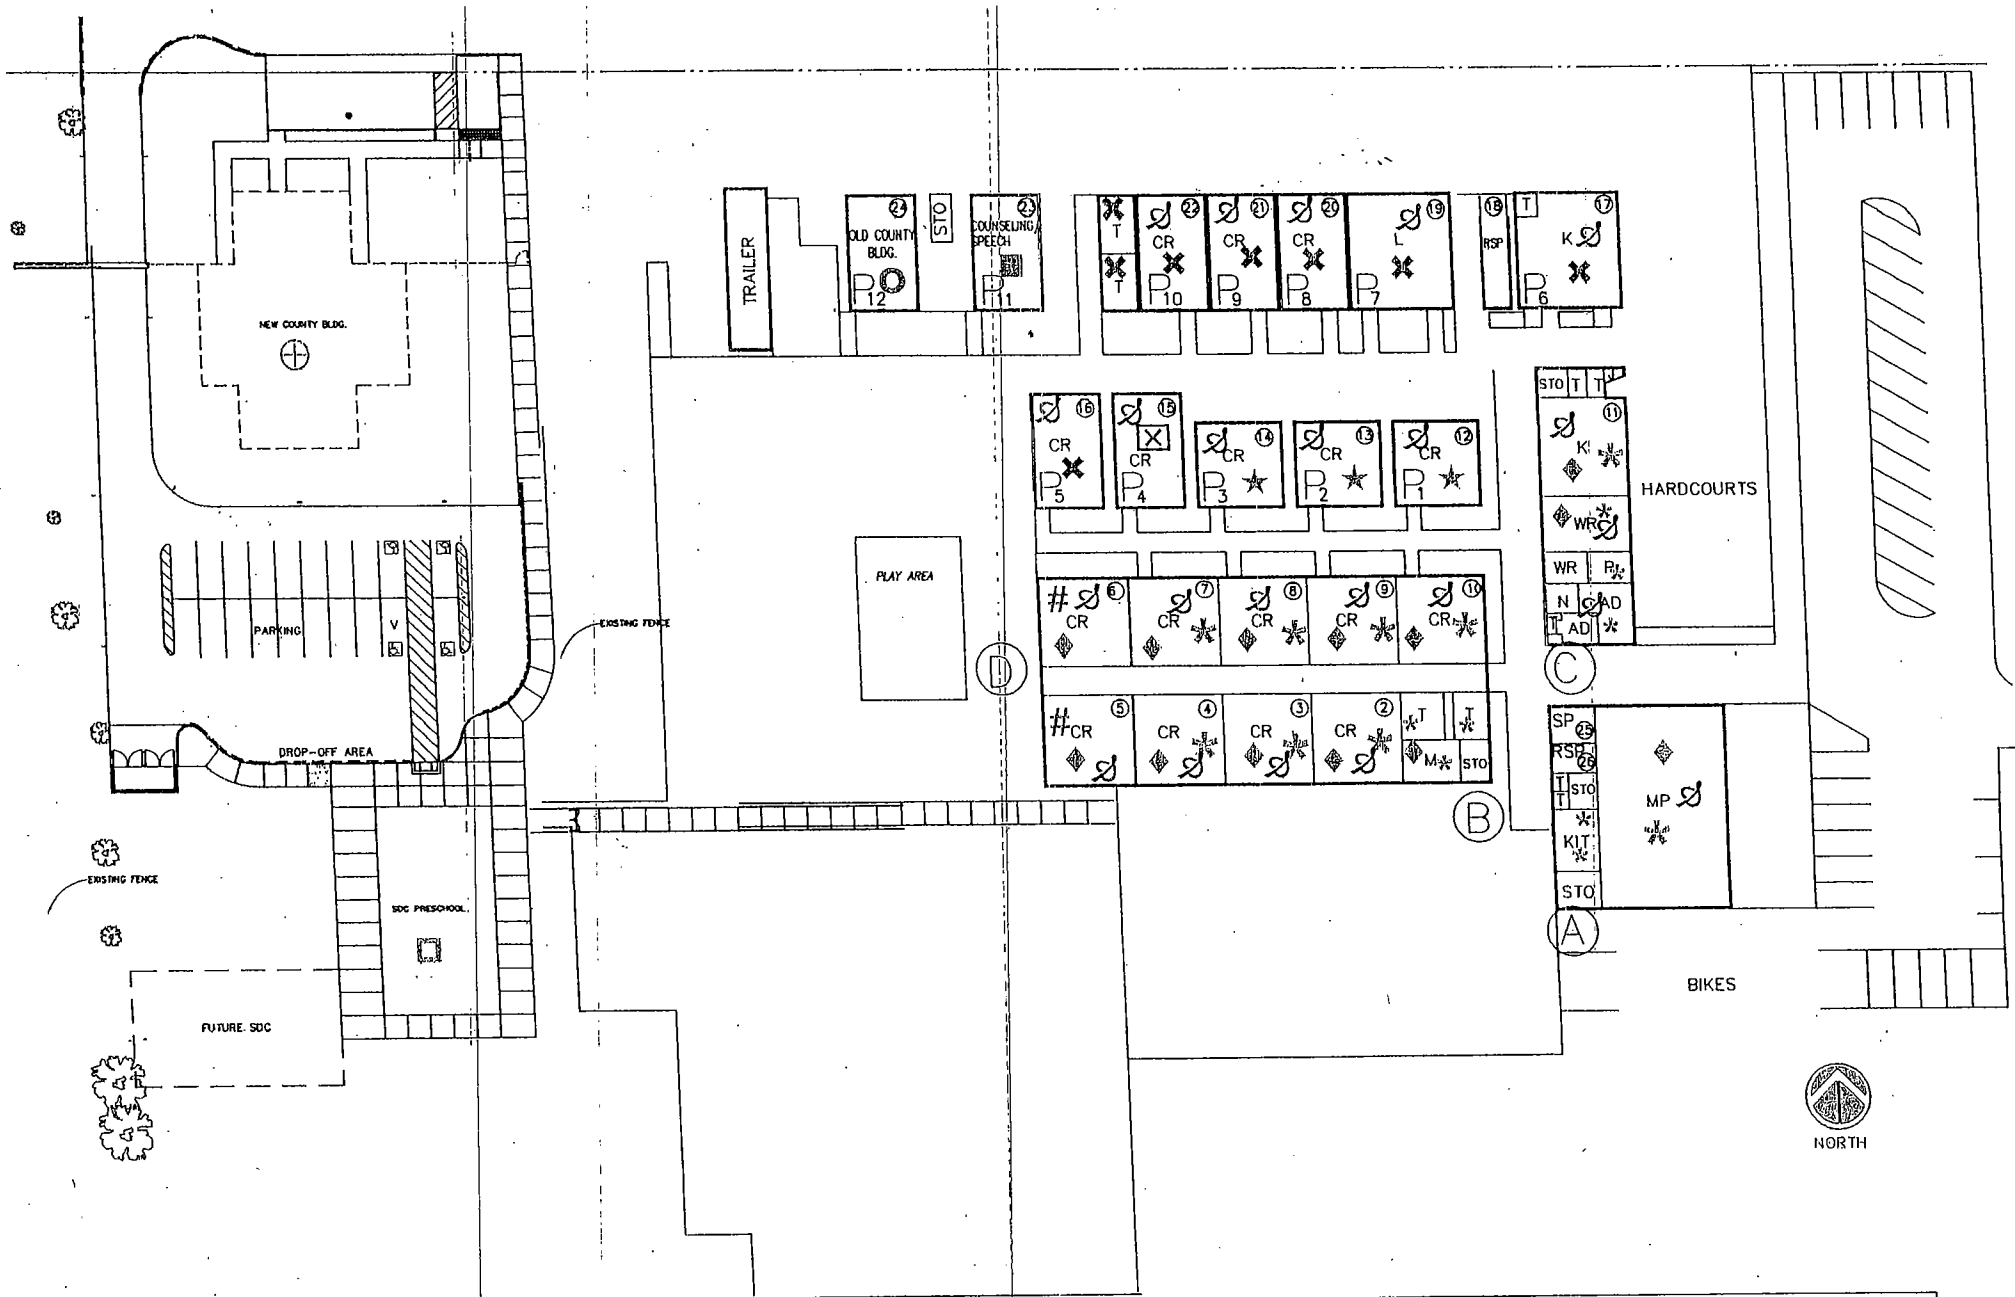 24
OLD COUNTY
BLDG.
P12
STO
23
COUNSELING/
SPEECH
P11
T
T
22
CR
P10
21
CR
P9
20
CR
P8
19
L
P7
18
RSP
17
T
K
P6
TRAILER
NEW COUNTY BLDG.
STO
T
T
16
CR
P5
15
X
CR
P4
14
CR
P3
13
CR
P2
12
CR
P1
11
K
HARDCOURTS
WR
WR
P
N
AD
T
AD
C
PLAY AREA
PARKING
V
EXISTING FENCE
D
# 6
CR
7
CR
8
CR
9
CR
10
CR
5
# CR
4
CR
3
CR
2
CR
T
T
M
STO
B
DROP-OFF AREA
SP
25
RSP
26
T
T
STO
MP
KIT
STO
A
EXISTING FENCE
SDC PRESCHOOL
BIKES
FUTURE SDC
NORTH